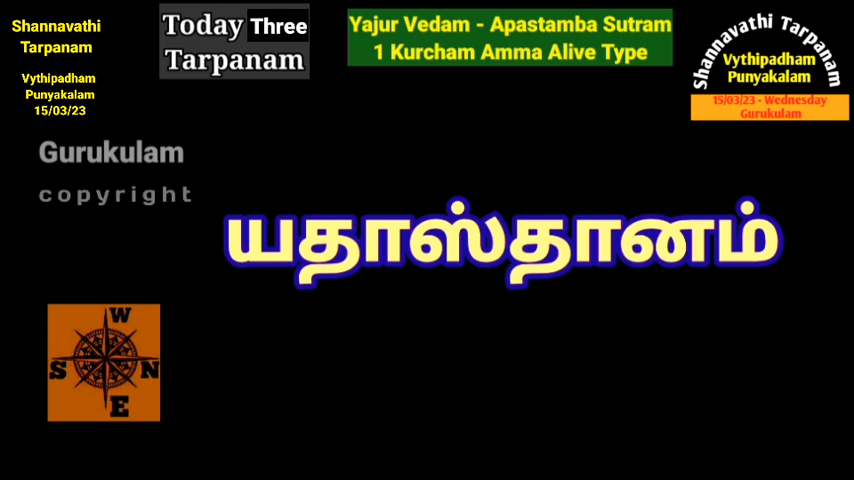 Shannavathi
Tarpanam
Vythipadham
Punyakalam
15/03/23
Today Three
Tarpanam
Yajur Vedam - Apastamba Sutram
1 Kurcham Amma Alive Type
Shannavathi Tarpanam
Vythipadham
Punyakalam
15/03/23 - Wednesday
Gurukulam
Gurukulam
copyright
யதாஸ்தானம்
W
S N
E